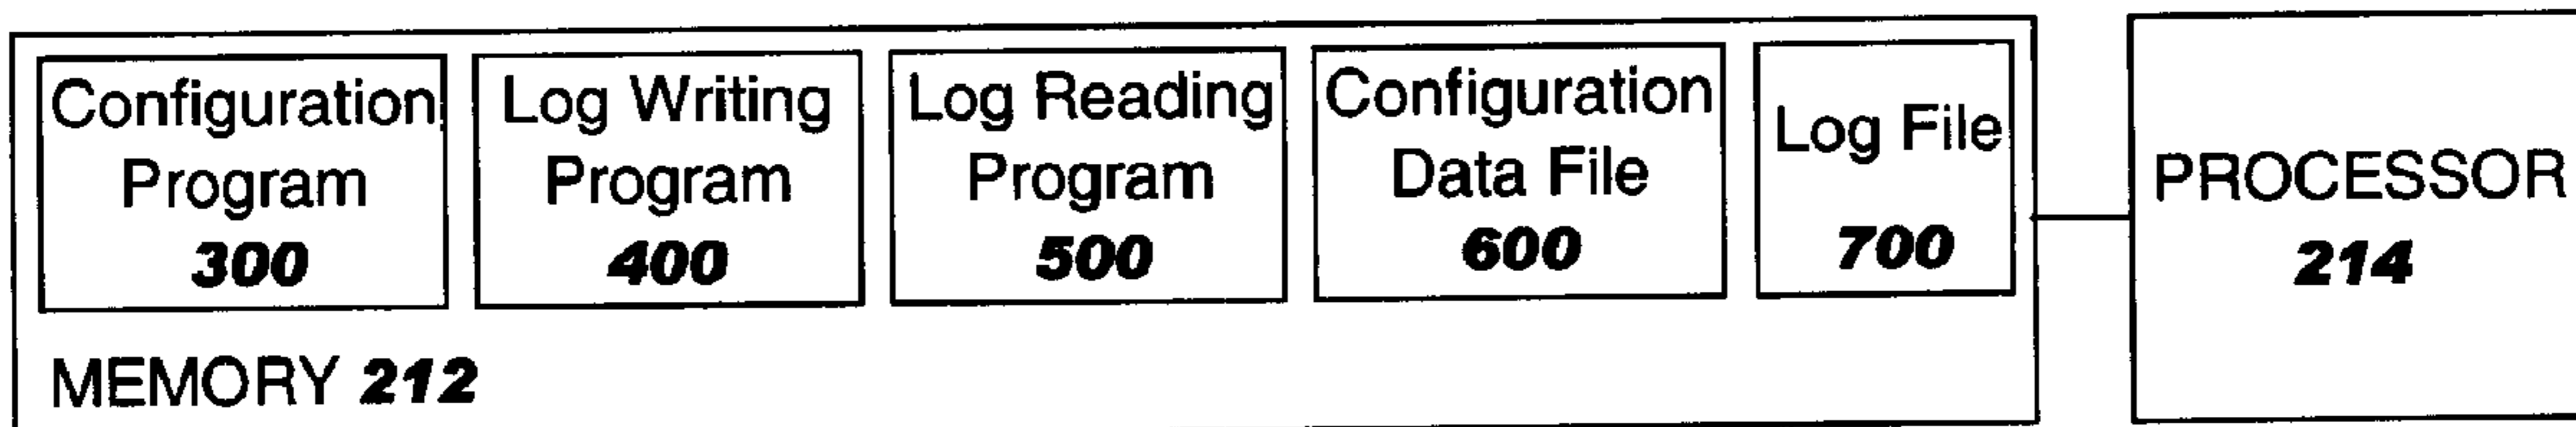 Configuration
Program
300
Log Writing
Program
400
Log Reading
Program
500
Configuration
Data File
600
Log File
700
MEMORY 212
PROCESSOR
214